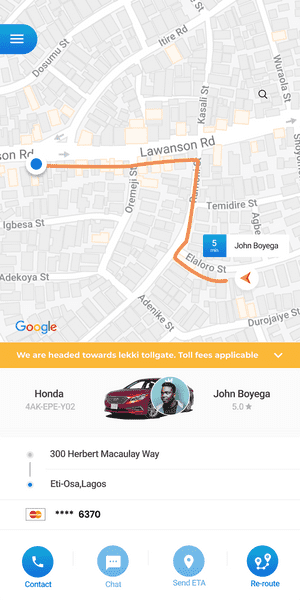 Itire Rd
Dosumu St
Wuraola St
Kasali St
Lawanson Rd
son Rd
Oremeji St
Temidire St
Igbesa St
5
min
John Boyega
Elaloro St
Adekoya St
Adenike St
Durojaiye St
Google
We are headed towards lekki tollgate. Toll fees applicable
Honda
4AK-EPE-Y02
John Boyega
5.0 ★
300 Herbert Macaulay Way
Eti-Osa,Lagos
**** 6370
Contact
Chat
Send ETA
Re-route